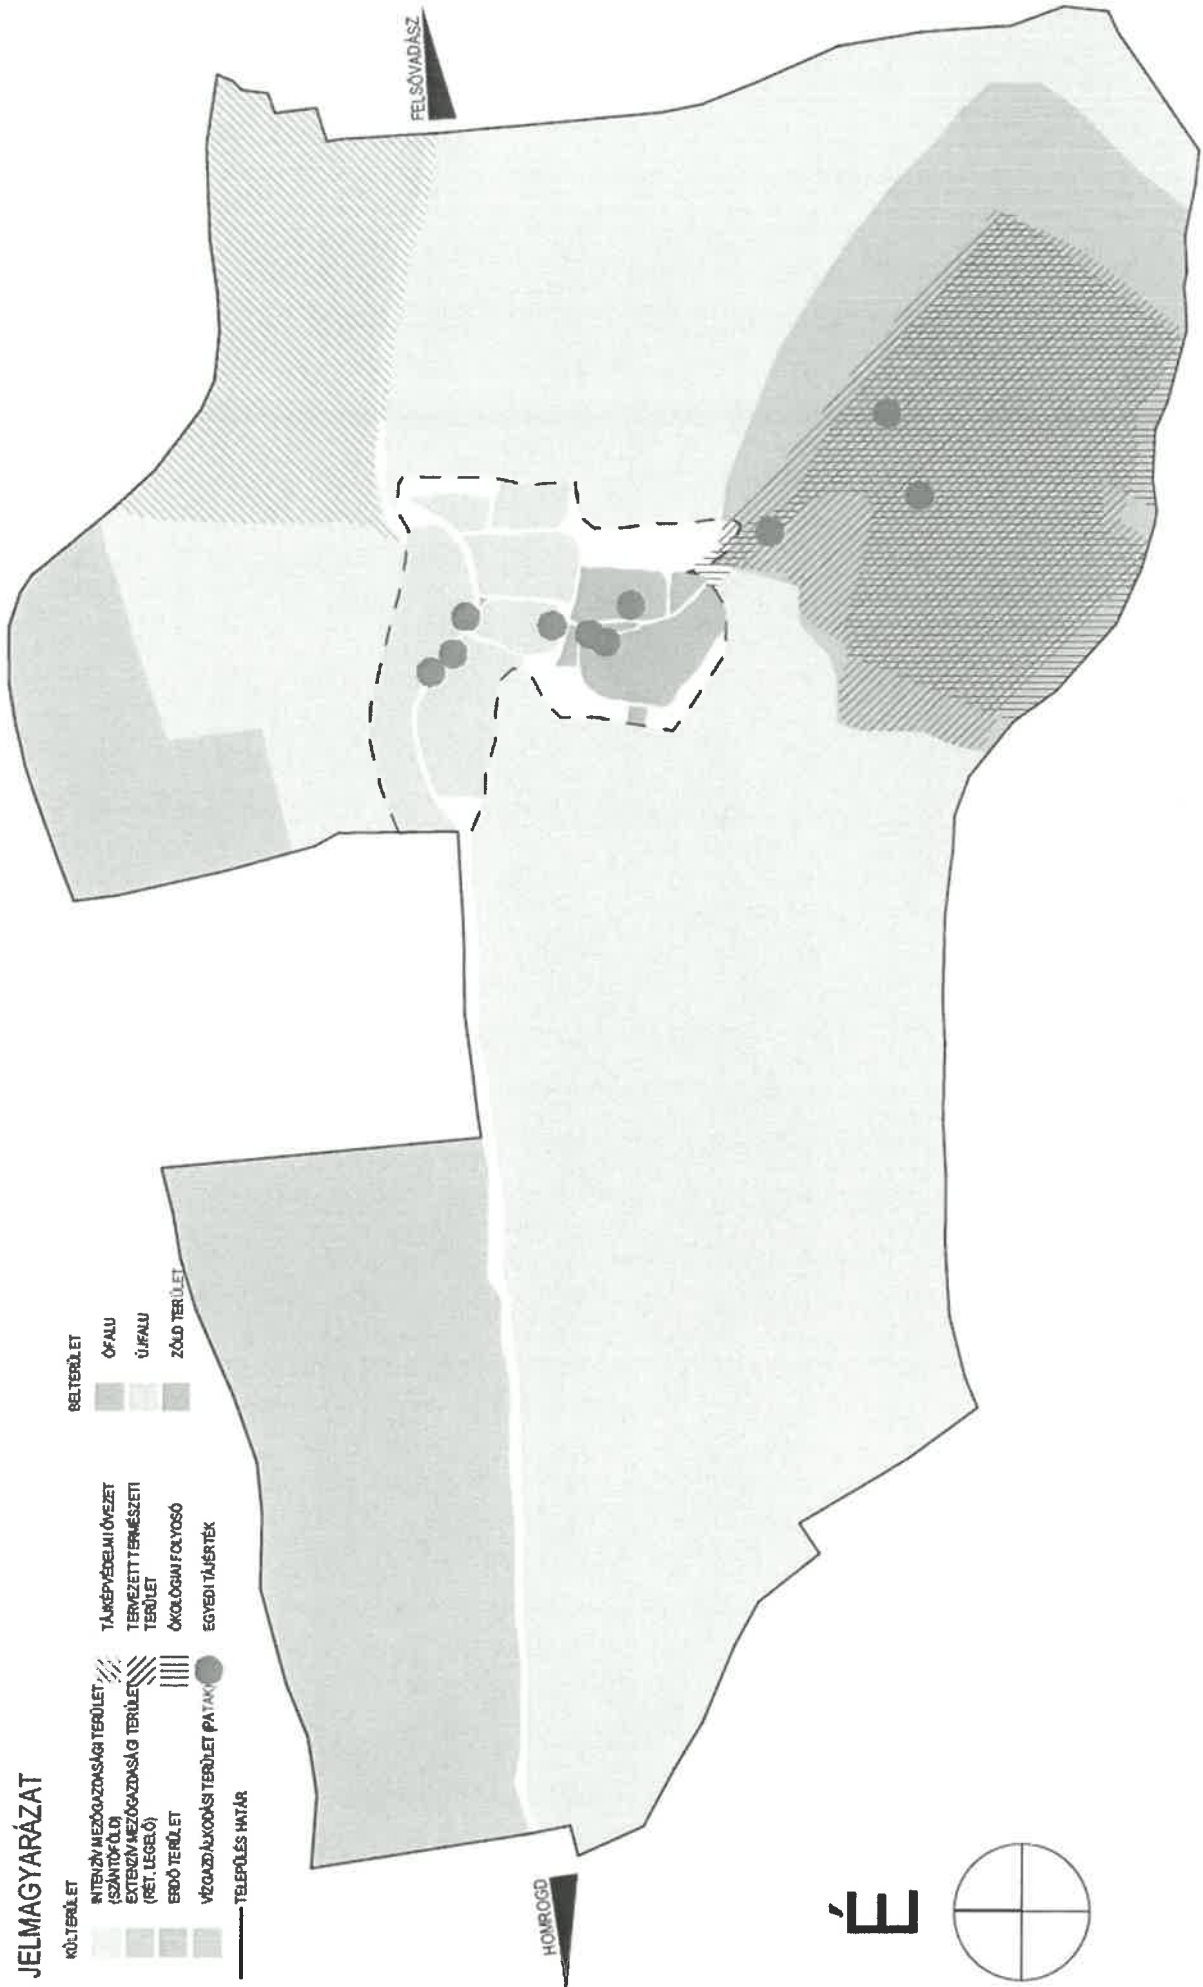 JELMAGYARÁZAT
KÜLTERÜLET
INTENZÍV MEZŐGAZDASÁGI TERÜLET
(SZÁNTÓFÖLD)
EXTENZÍV MEZŐGAZDASÁGI TERÜLET
(RÉT, LEGELŐ)
ERDŐ TERÜLET
VÍZGAZDÁLKODÁSI TERÜLET (PATAK)
TELEPÜLÉS HATÁR
TÁJKÉPVÉDELMI ÖVEZET
TERVEZETT TERMÉSZETI
TERÜLET
ÖKOLÓGIAI FOLYOSÓ
EGYEDI TÁJÉRTÉK
BELTERÜLET
ÓFALU
ÚJFALU
ZÖLD TERÜLET
FELSŐVADÁSZ
HOMROGD
É